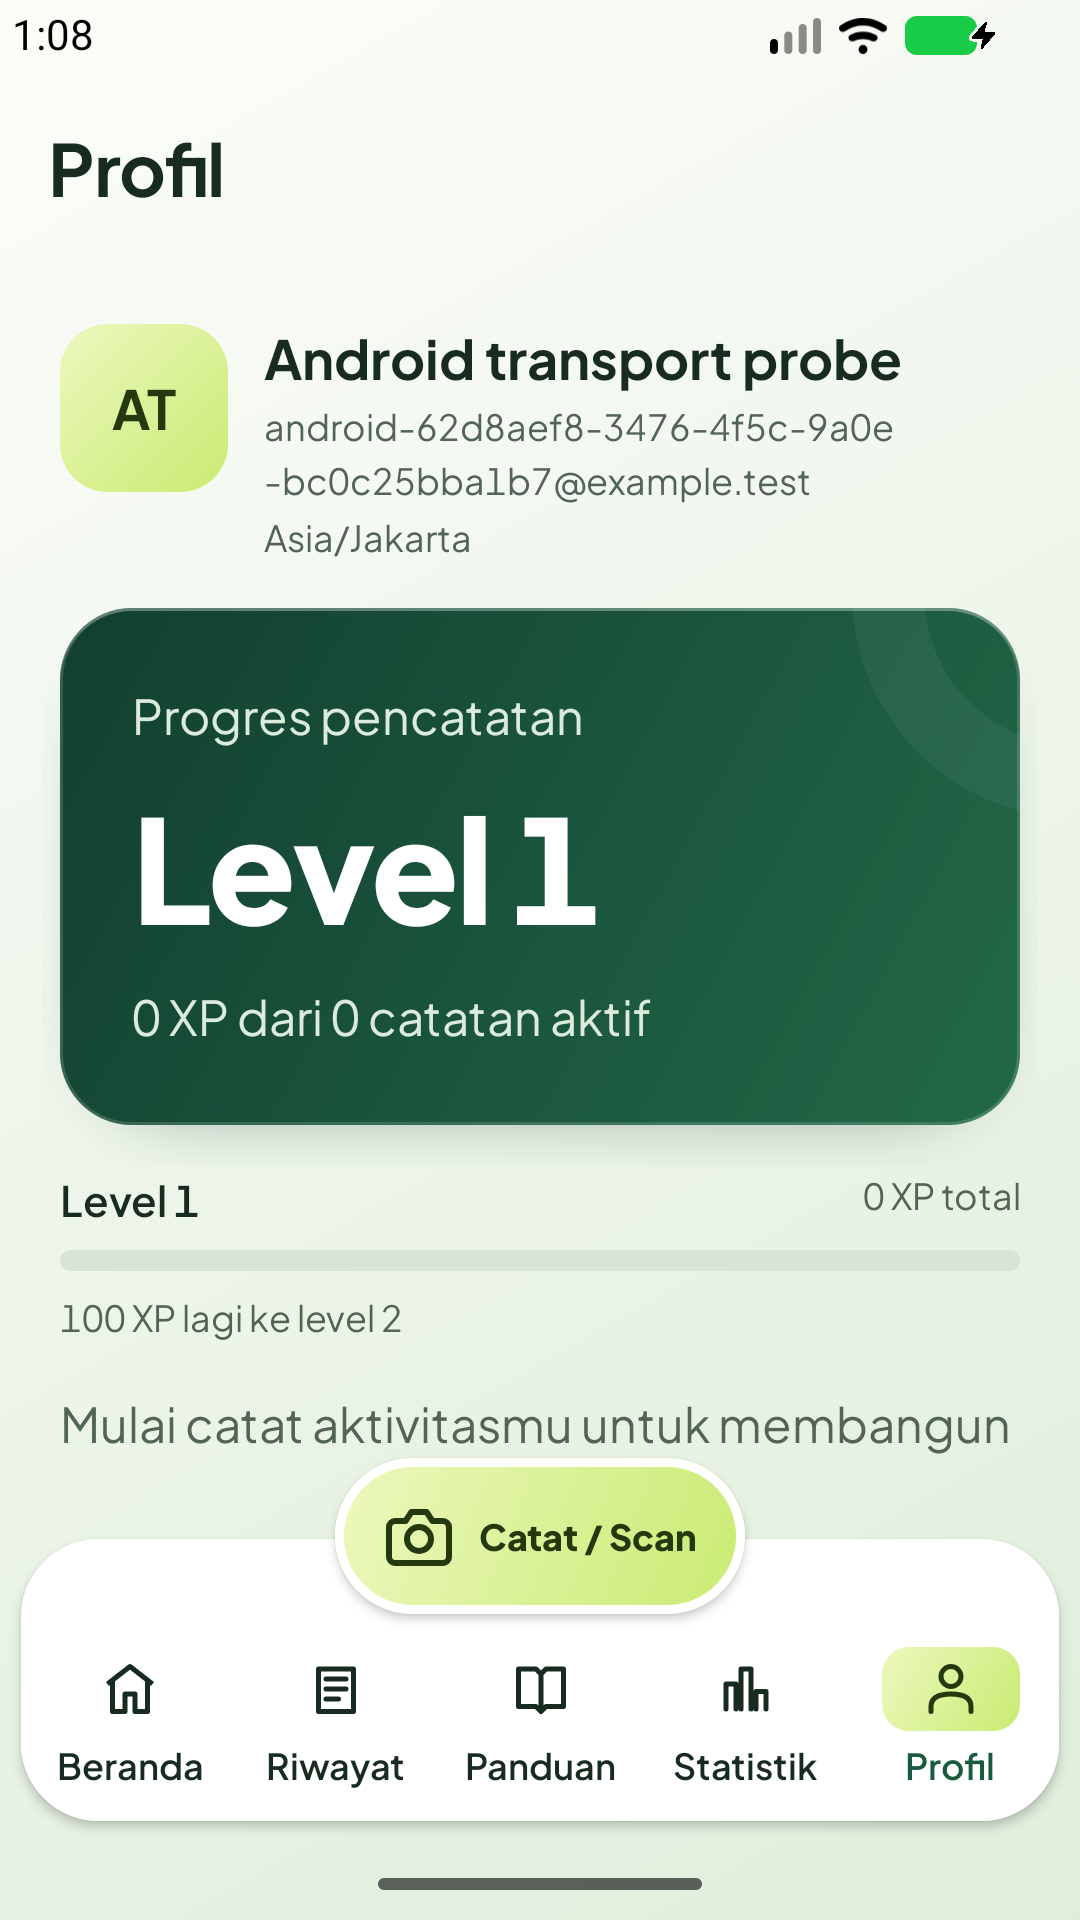 1:08
Profil
AT
Android transport probe
android-62d8aef8-3476-4f5c-9a0e
-bc0c25bba1b7@example.test
Asia/Jakarta
Progres pencatatan
Level 1
0 XP dari 0 catatan aktif
Level 1
0 XP total
100 XP lagi ke level 2
Mulai catat aktivitasmu untuk membangun
Catat / Scan
Beranda
Riwayat
Panduan
Statistik
Profil